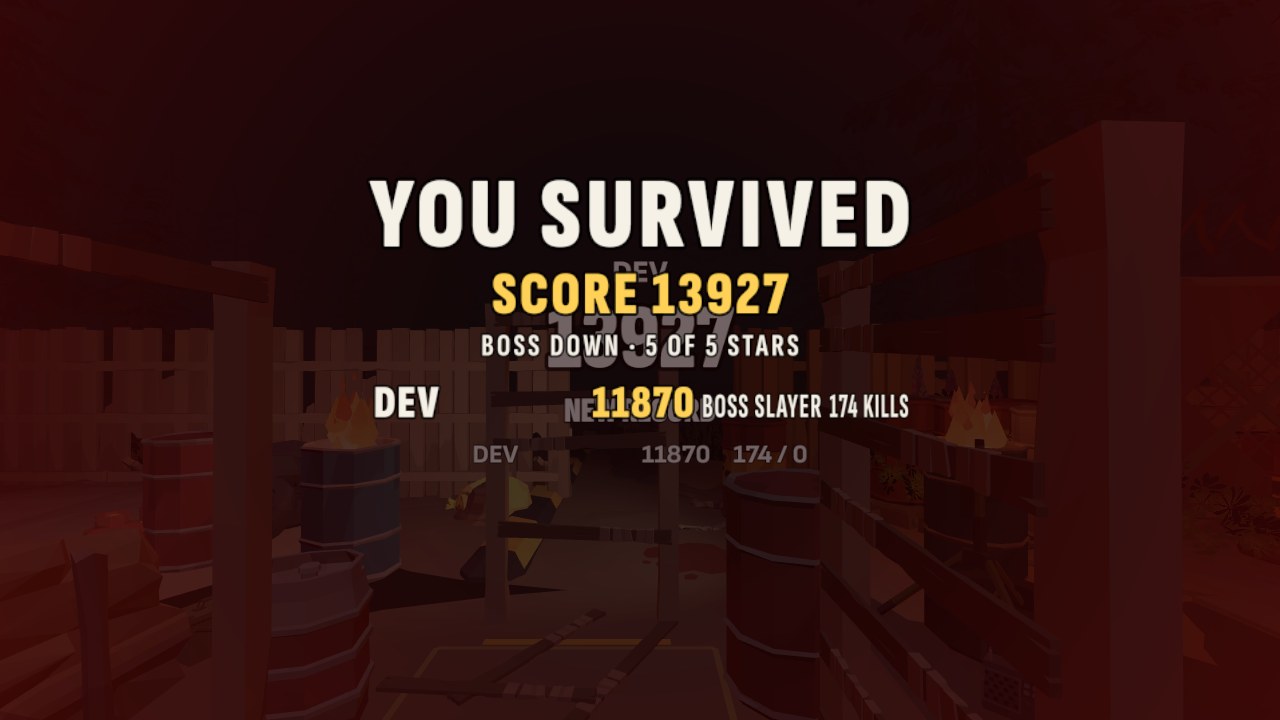 YOU SURVIVED
DEV
SCORE 13927
13927
BOSS DOWN · 5 OF 5 STARS
DEV 11870 BOSS SLAYER 174 KILLS
NEW RECORD
DEV 11870 174 / 0